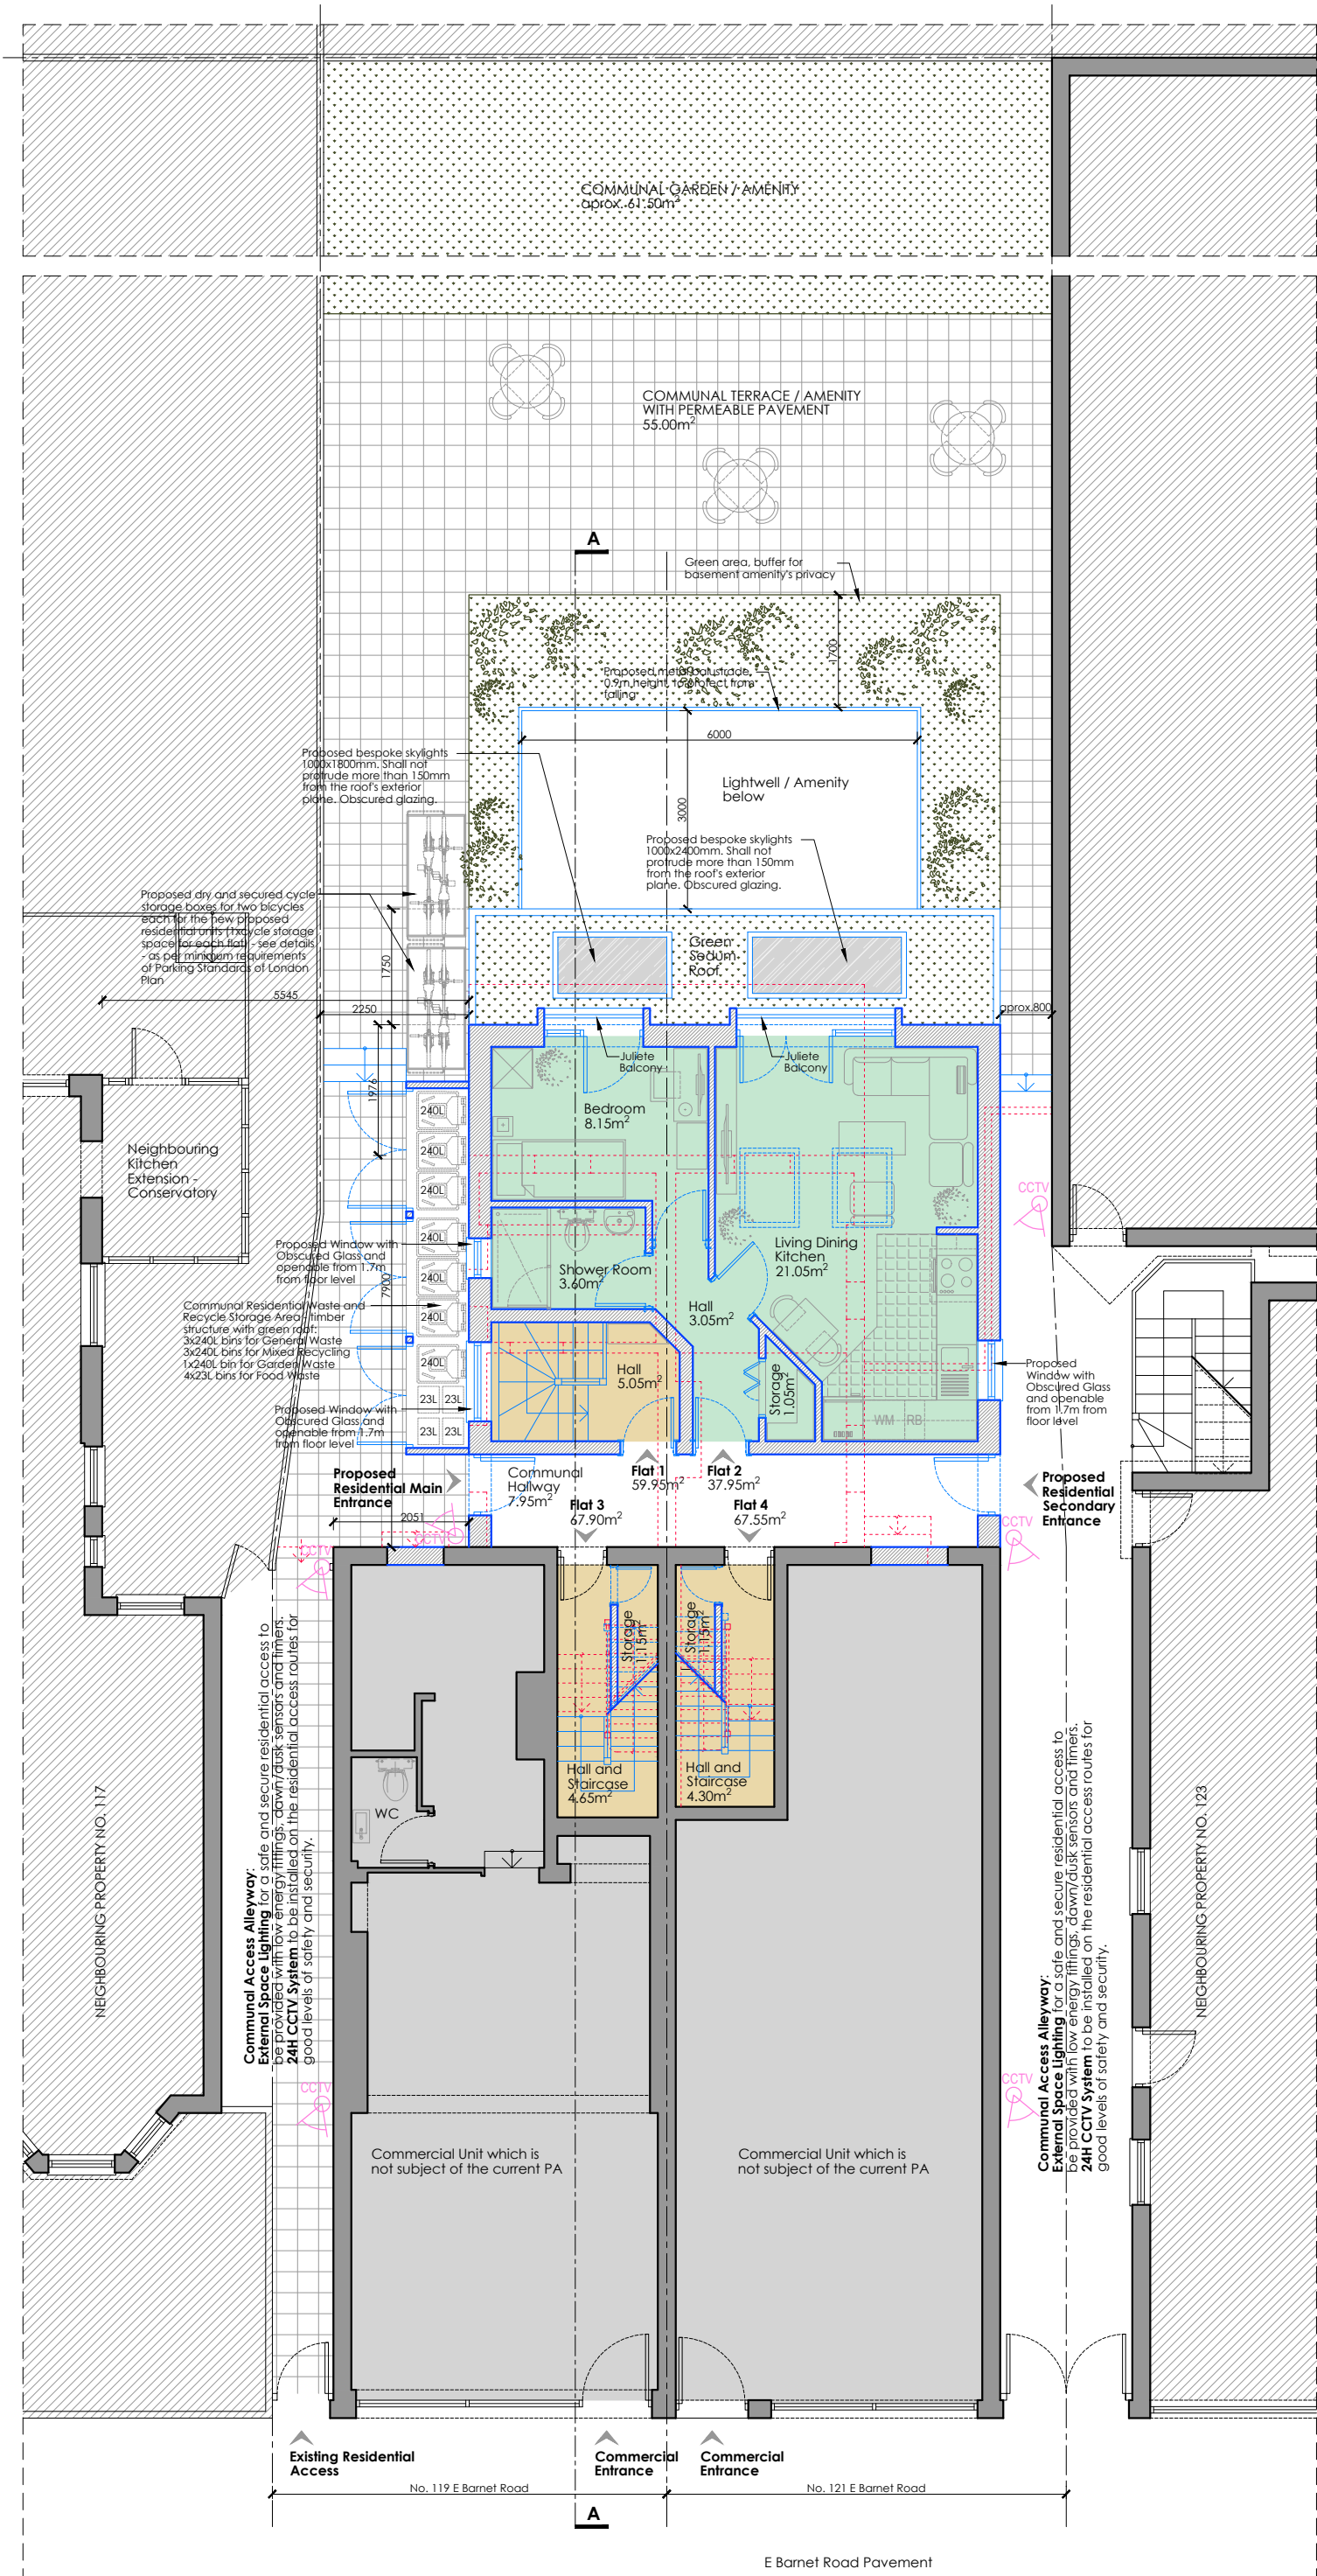 COMMUNAL GARDEN / AMENITY
aprox. 61.50m²
COMMUNAL TERRACE / AMENITY
WITH PERMEABLE PAVEMENT
55.00m²
A
Green area, buffer for
basement amenity's privacy
1700
Proposed metal balustrade,
0.9m height, to protect from
falling
6000
Proposed bespoke skylights
1000x1800mm. Shall not
protrude more than 150mm
from the roof's exterior
plane. Obscured glazing.
Lightwell / Amenity
below
3000
Proposed bespoke skylights
1000x2400mm. Shall not
protrude more than 150mm
from the roof's exterior
plane. Obscured glazing.
Proposed dry and secured cycle
storage boxes for two bicycles
each for the new proposed
residential units (1xcycle storage
space for each flat) - see details
- as per minimum requirements
of Parking Standards of London
Plan
Green
Sedum
Roof
1750
5545
2250
aprox.800
Juliete
Balcony
Juliete
Balcony
1976
240L
Bedroom
8.15m²
Neighbouring
Kitchen
Extension -
Conservatory
240L
240L
CCTV
240L
Proposed Window with
Obscured Glass and
openable from 1.7m
from floor level
Living Dining
Kitchen
21.05m²
Shower Room
3.60m²
240L
7900
Communal Residential Waste and
Recycle Storage Area - timber
structure with green roof:
3x240L bins for General Waste
3x240L bins for Mixed Recycling
1x240L bin for Garden Waste
4x23L bins for Food Waste
240L
Hall
3.05m²
240L
Hall
5.05m²
Storage
1.05m²
Proposed
Window with
Obscured Glass
and openable
from 1.7m from
floor level
23L 23L
23L 23L
Proposed Window with
Obscured Glass and
openable from 1.7m
from floor level
WM RB
Proposed
Residential Main
Entrance
Communal
Hallway
7.95m²
Flat 1
59.95m²
Flat 2
37.95m²
Flat 3
67.90m²
Flat 4
67.55m²
Proposed
Residential
Secondary
Entrance
2051
CCTV
CCTV
CCTV
Storage
1.15m²
Storage
1.15m²
Hall and
Staircase
4.65m²
Hall and
Staircase
4.30m²
WC
NEIGHBOURING PROPERTY NO. 117
Communal Access Alleyway:
External Space Lighting for a safe and secure residential access to
be provided with low energy fittings, dawn/dusk sensors and timers.
24H CCTV System to be installed on the residential access routes for
good levels of safety and security.
Communal Access Alleyway:
External Space Lighting for a safe and secure residential access to
be provided with low energy fittings, dawn/dusk sensors and timers.
24H CCTV System to be installed on the residential access routes for
good levels of safety and security.
NEIGHBOURING PROPERTY NO. 123
CCTV
CCTV
Commercial Unit which is
not subject of the current PA
Commercial Unit which is
not subject of the current PA
Existing Residential
Access
Commercial
Entrance
Commercial
Entrance
No. 119 E Barnet Road
No. 121 E Barnet Road
A
E Barnet Road Pavement